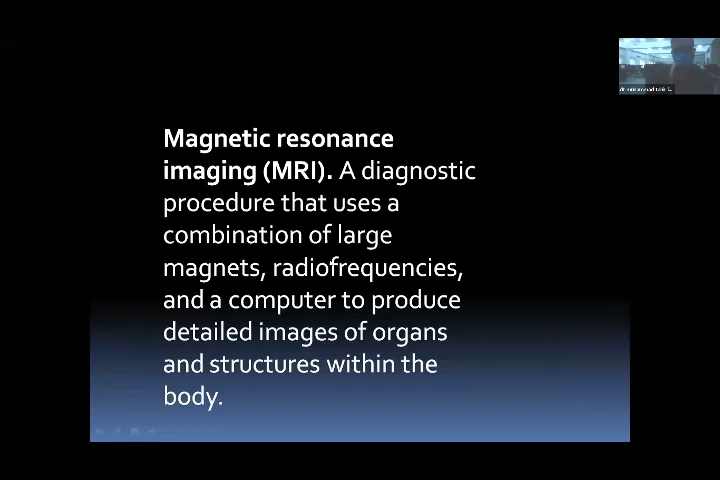 Magnetic resonance
imaging (MRI). A diagnostic
procedure that uses a
combination of large
magnets, radiofrequencies,
and a computer to produce
detailed images of organs
and structures within the
body.